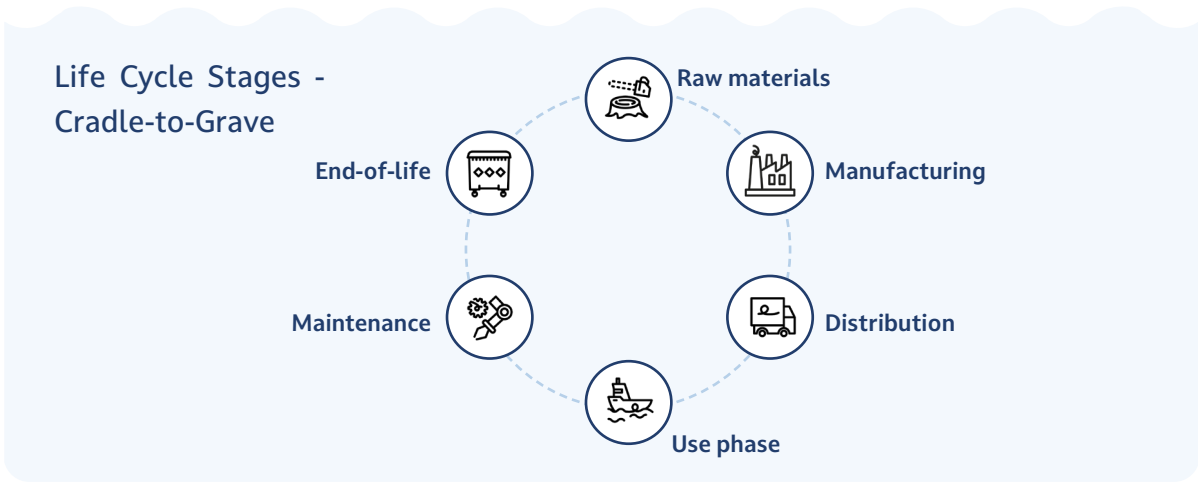 Life Cycle Stages -
Cradle-to-Grave
Raw materials
End-of-life
Manufacturing
Maintenance
Distribution
Use phase